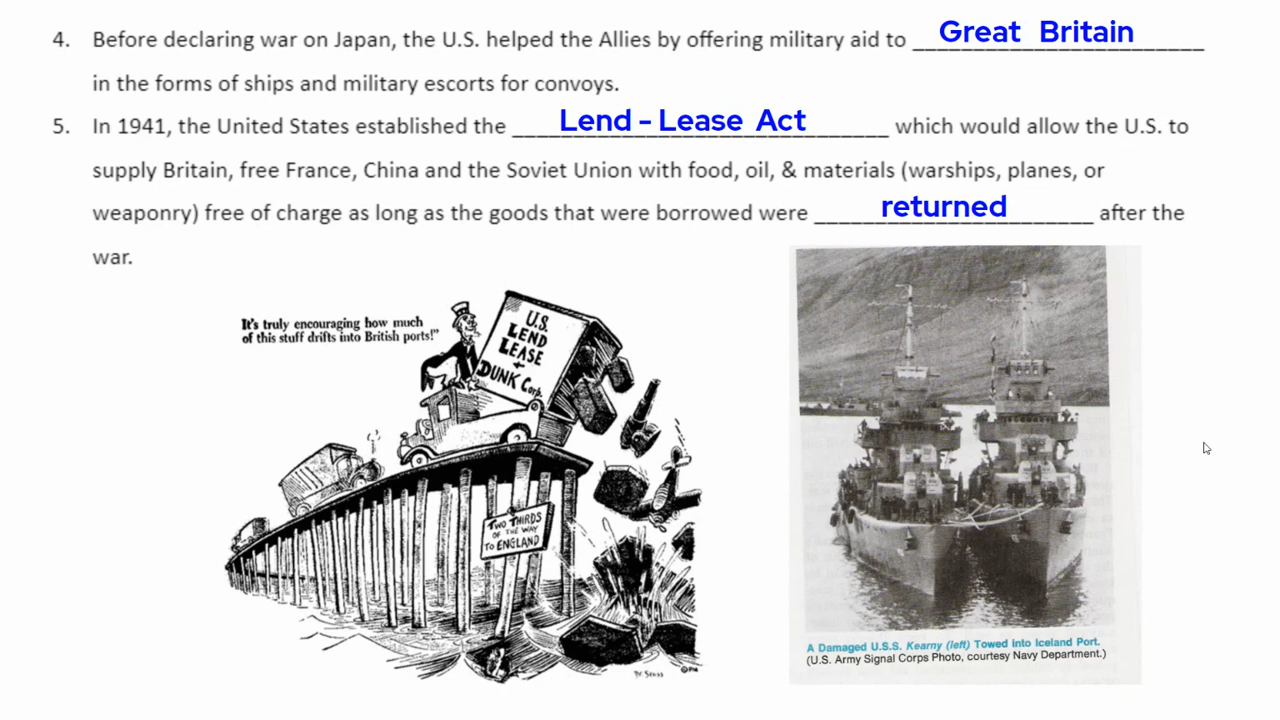 4. Before declaring war on Japan, the U.S. helped the Allies by offering military aid to Great Britain
in the forms of ships and military escorts for convoys.
5. In 1941, the United States established the Lend - Lease Act which would allow the U.S. to
supply Britain, free France, China and the Soviet Union with food, oil, & materials (warships, planes, or
weaponry) free of charge as long as the goods that were borrowed were returned after the
war.
It's truly encouraging how much
of this stuff drifts into British ports!"
U.S.
LEND
LEASE
+
DUNK Corp.
TWO THIRDS
OF THE WAY
TO ENGLAND
Dr. Seuss
©PM
A Damaged U.S.S. Kearny (left) Towed into Iceland Port.
(U.S. Army Signal Corps Photo, courtesy Navy Department.)